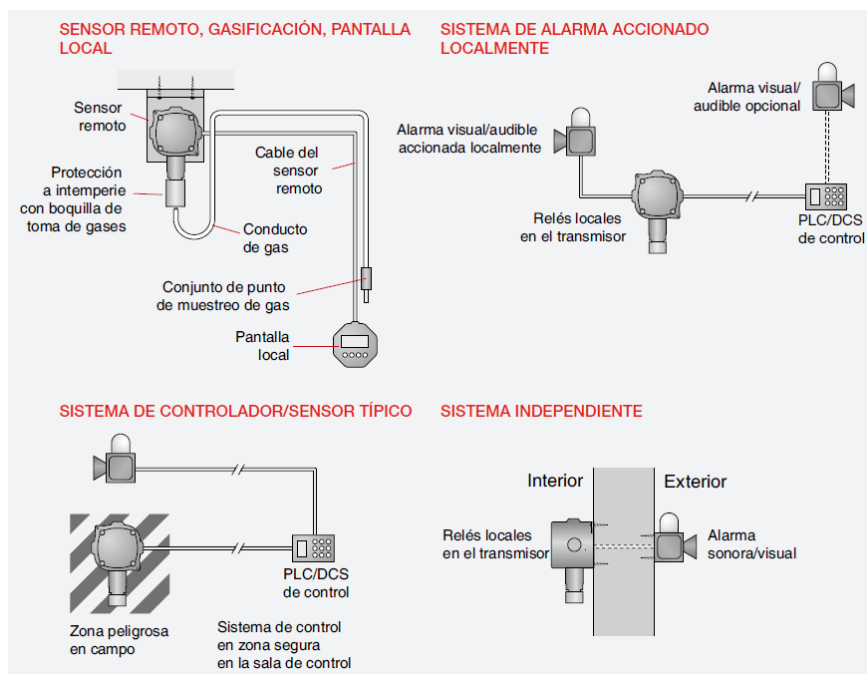 SENSOR REMOTO, GASIFICACIÓN, PANTALLA
LOCAL
Sensor
remoto
Protección
a intemperie
con boquilla de
toma de gases
Cable del
sensor
remoto
Conducto
de gas
Conjunto de punto
de muestreo de gas
Pantalla
local
SISTEMA DE ALARMA ACCIONADO
LOCALMENTE
Alarma visual/
audible opcional
Alarma visual/audible
accionada localmente
Relés locales
en el transmisor
PLC/DCS
de control
SISTEMA DE CONTROLADOR/SENSOR TÍPICO
PLC/DCS
de control
Zona peligrosa
en campo
Sistema de control
en zona segura
en la sala de control
SISTEMA INDEPENDIENTE
Interior
Exterior
Relés locales
en el transmisor
Alarma
sonora/visual